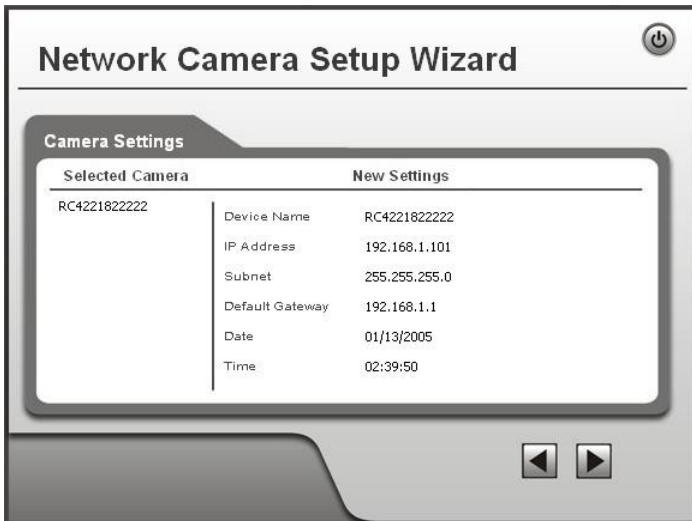 Network Camera Setup Wizard
Camera Settings
Selected Camera New Settings
RC4221822222
Device Name RC4221822222
IP Address 192.168.1.101
Subnet 255.255.255.0
Default Gateway 192.168.1.1
Date 01/13/2005
Time 02:39:50